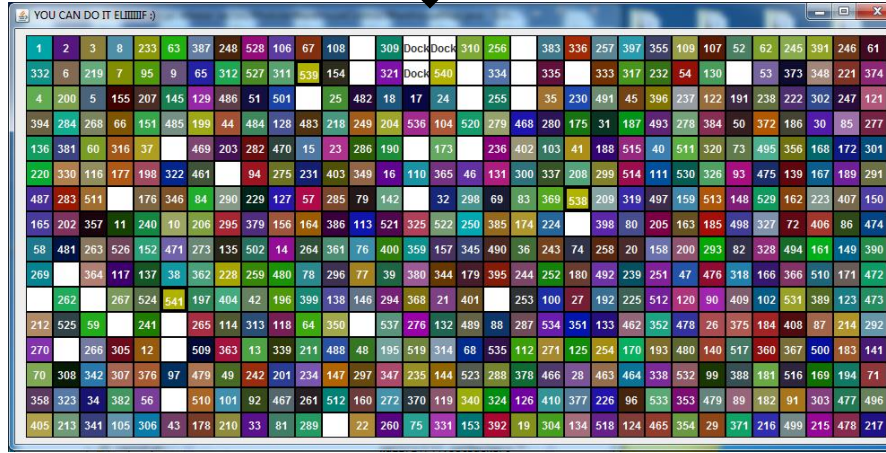 YOU CAN DO IT ELIIIIIIF :)
1 2 3 8 233 63 387 248 528 106 67 108 309 Dock Dock 310 256 383 336 257 397 355 109 107 52 62 245 391 246 61
332 6 219 7 95 9 65 312 527 311 539 154 321 Dock 540 334 335 333 317 232 54 130 53 373 348 221 374
4 200 5 155 207 145 129 486 51 501 25 482 18 17 24 255 35 230 491 45 396 237 122 191 238 222 302 247 121
394 284 268 66 151 485 199 44 484 128 483 218 249 204 536 104 520 279 468 280 175 31 187 493 278 384 50 372 186 30 85 277
136 381 60 316 37 469 203 282 470 15 23 286 190 173 236 402 103 41 188 515 40 511 320 73 495 356 168 172 301
220 330 116 177 198 322 461 94 275 231 403 349 16 110 365 46 131 300 337 208 299 514 111 530 326 93 475 139 167 189 291
487 283 511 176 346 84 290 229 127 57 285 79 142 32 298 69 83 369 538 209 319 497 159 513 148 529 162 223 407 150
165 202 357 11 240 10 206 295 379 156 164 386 113 521 325 522 250 385 174 224 398 80 205 163 185 498 327 72 406 86 474
58 481 263 526 152 471 273 135 502 14 264 361 76 400 359 157 345 490 36 243 74 258 20 158 200 293 82 328 494 161 149 390
269 364 117 137 38 362 228 259 480 78 296 77 39 380 344 179 395 244 252 180 492 239 251 47 476 318 166 366 510 171 472
262 267 524 541 197 404 42 196 399 138 146 294 368 21 401 253 100 27 192 225 512 120 90 409 102 531 389 123 473
212 525 59 241 265 114 313 118 64 350 537 276 132 489 88 287 534 351 133 462 352 478 26 375 184 408 87 214 292
270 266 305 12 509 363 13 339 211 488 48 195 519 314 68 535 112 271 125 254 170 193 480 140 517 360 367 500 183 141
70 308 342 307 376 97 479 49 242 201 234 147 297 347 235 144 523 288 378 466 28 463 464 338 532 99 388 181 516 169 194 71
358 323 34 382 56 510 101 92 467 261 512 160 272 370 119 340 324 126 410 377 226 96 533 353 479 89 182 91 303 477 496
405 213 341 105 306 43 178 210 33 81 289 22 260 75 331 153 392 19 304 134 518 124 465 354 29 371 216 499 215 478 217